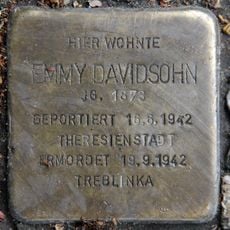 HIER WOHNTE
EMMY DAVIDSOHN
JG. 1873
DEPORTIERT 16.6.1942
THERESIENSTADT
ERMORDET 19.9.1942
TREBLINKA